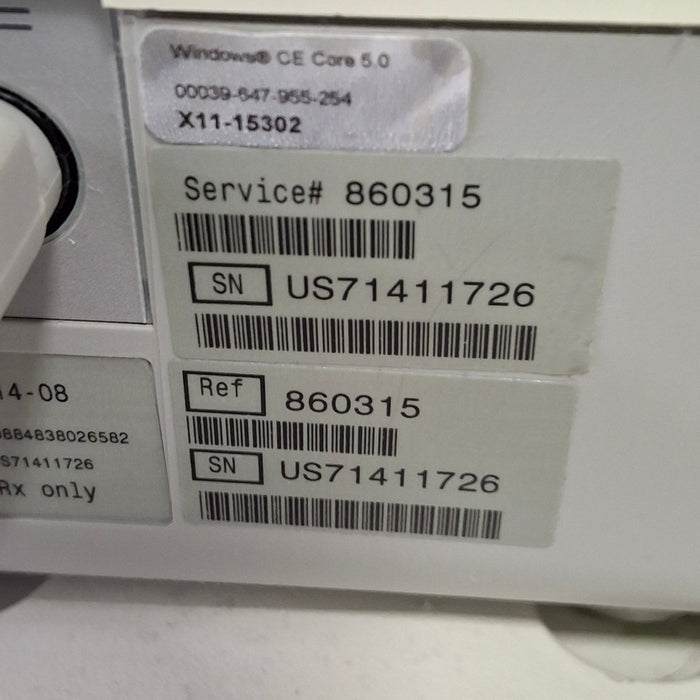 Windows® CE Core 5.0
00039-647-955-254
X11-15302
Service# 860315
SN US71411726
Ref 860315
SN US71411726
14-08
0884838026582
S71411726
Rx only